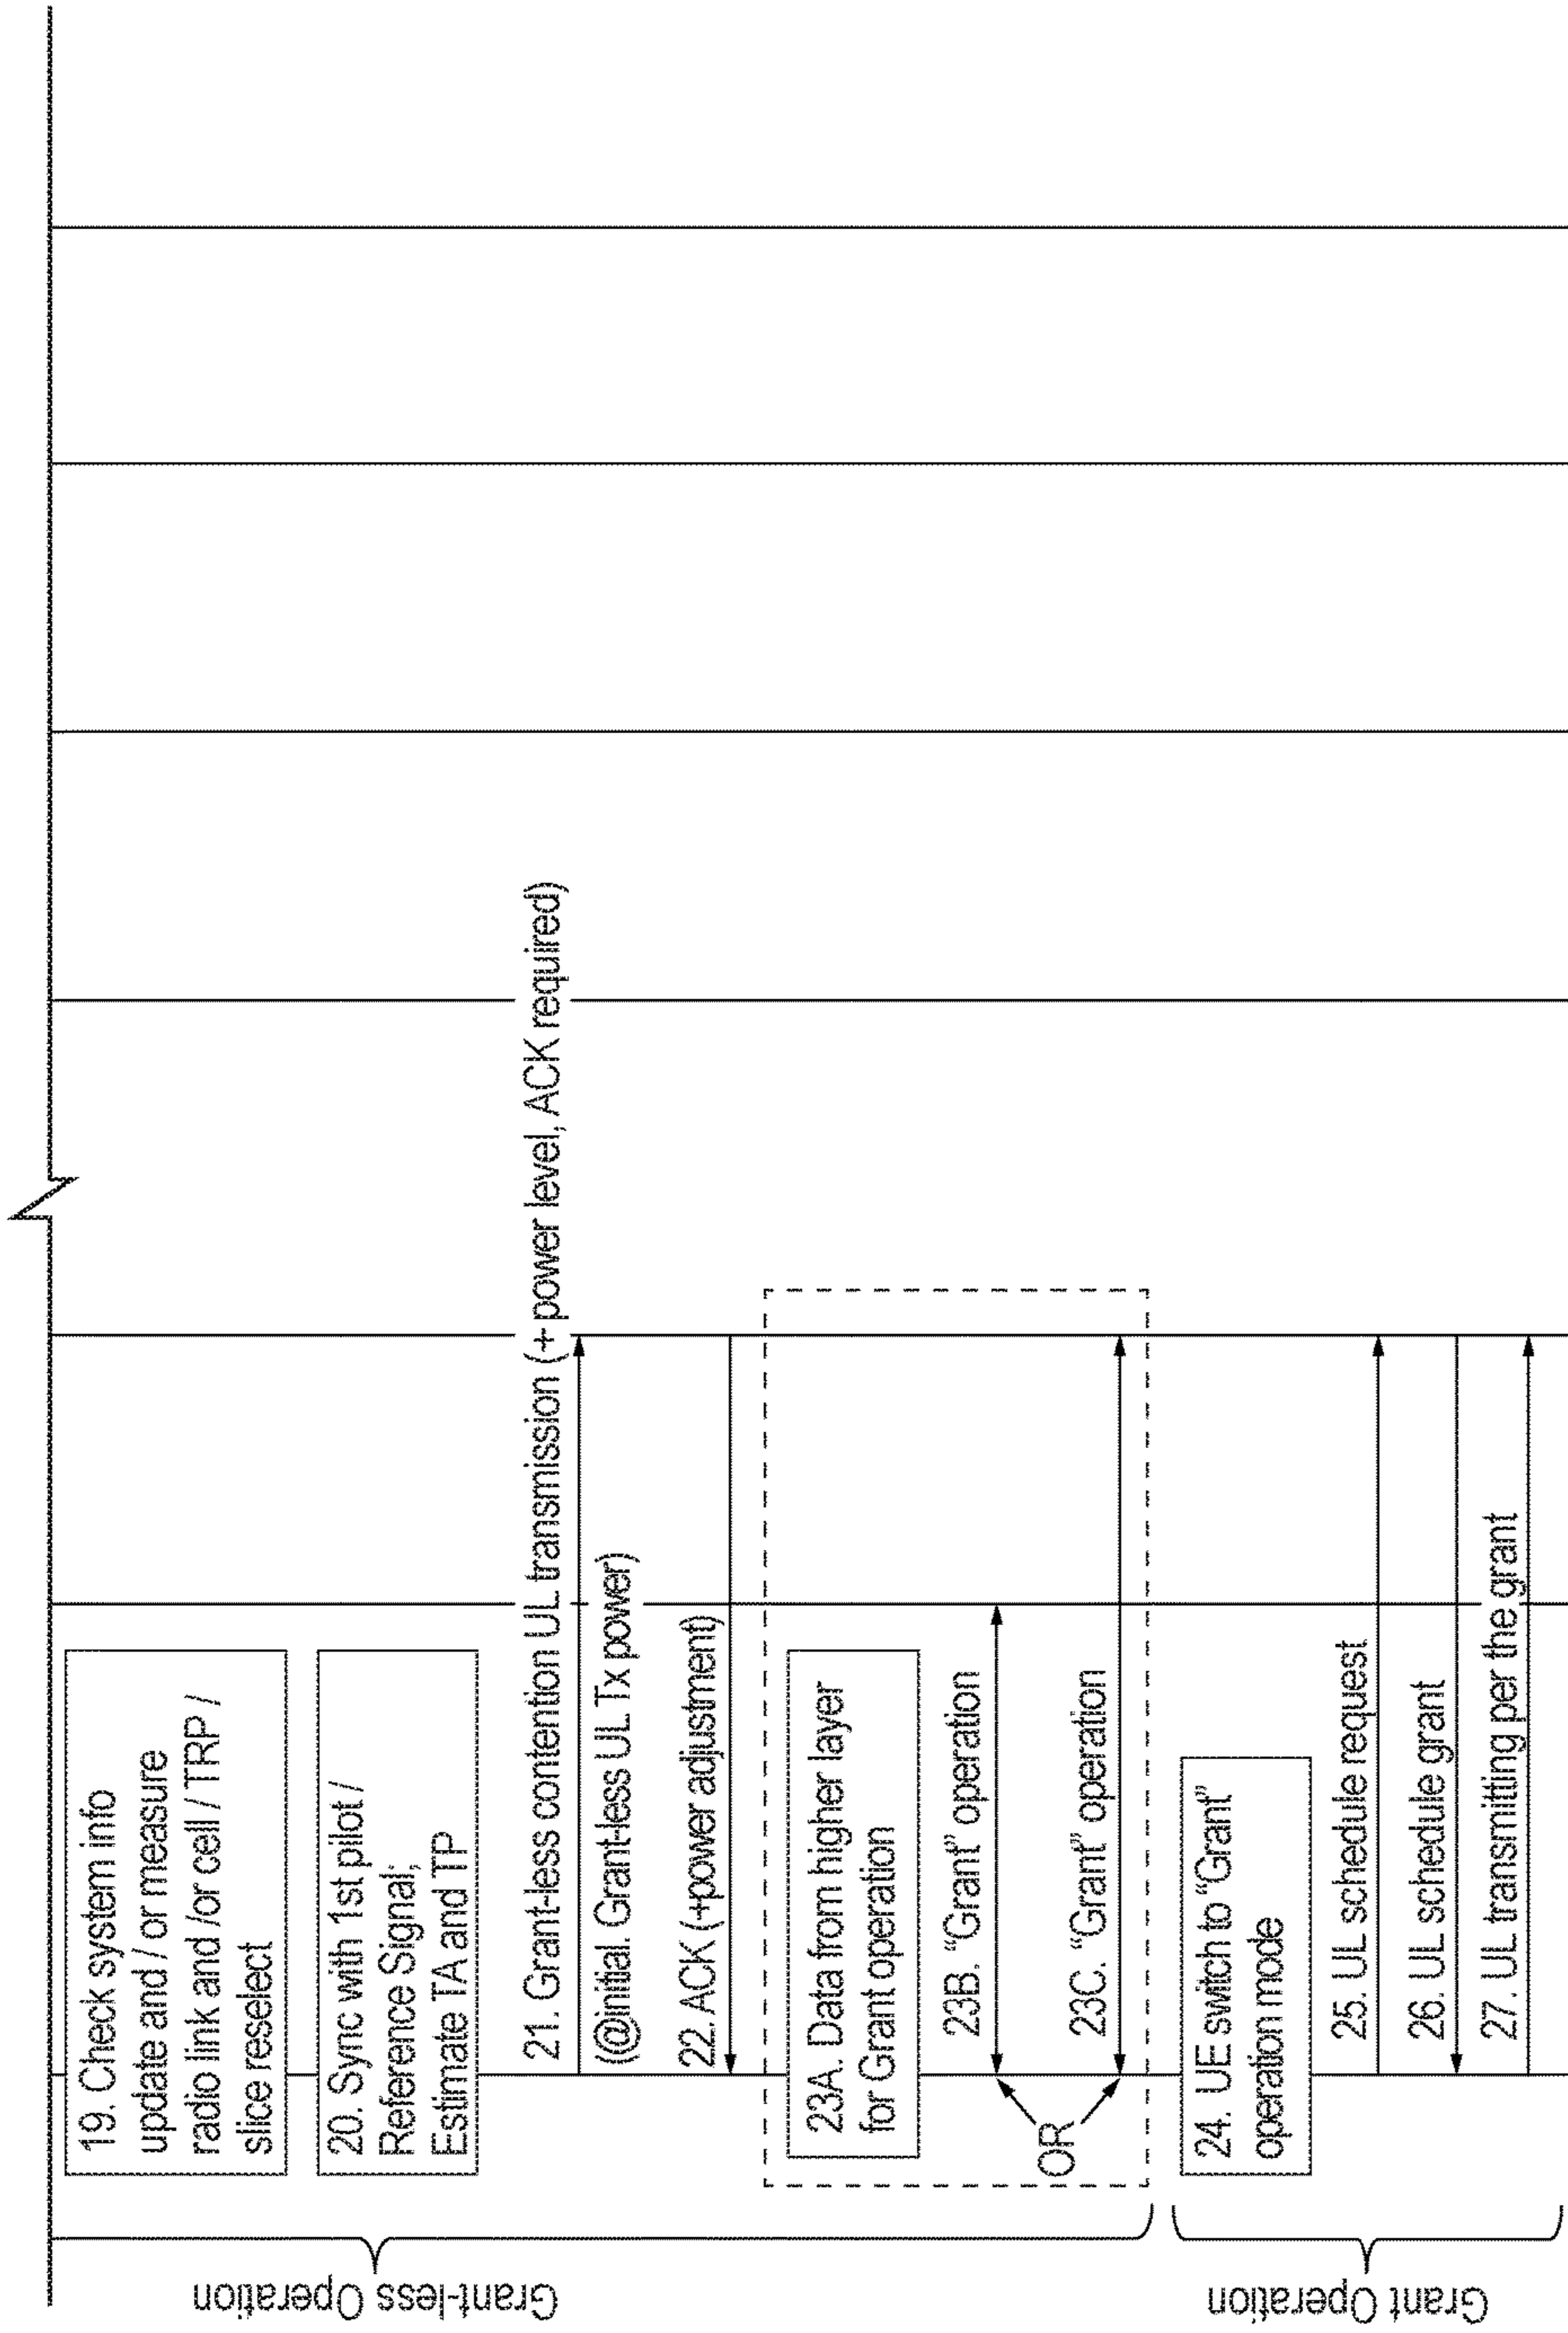 Grant-less Operation
19. Check system info
update and / or measure
radio link and /or cell / TRP /
slice reselect
20. Sync with 1st pilot /
Reference Signal;
Estimate TA and TP
21. Grant-less contention UL transmission (+ power level, ACK required)
(@initial. Grant-less UL Tx power)
22. ACK (+power adjustment)
23A. Data from higher layer
for Grant operation
23B. “Grant” operation
OR
23C. “Grant” operation
Grant Operation
24. UE switch to “Grant”
operation mode
25. UL schedule request
26. UL schedule grant
27. UL transmitting per the grant